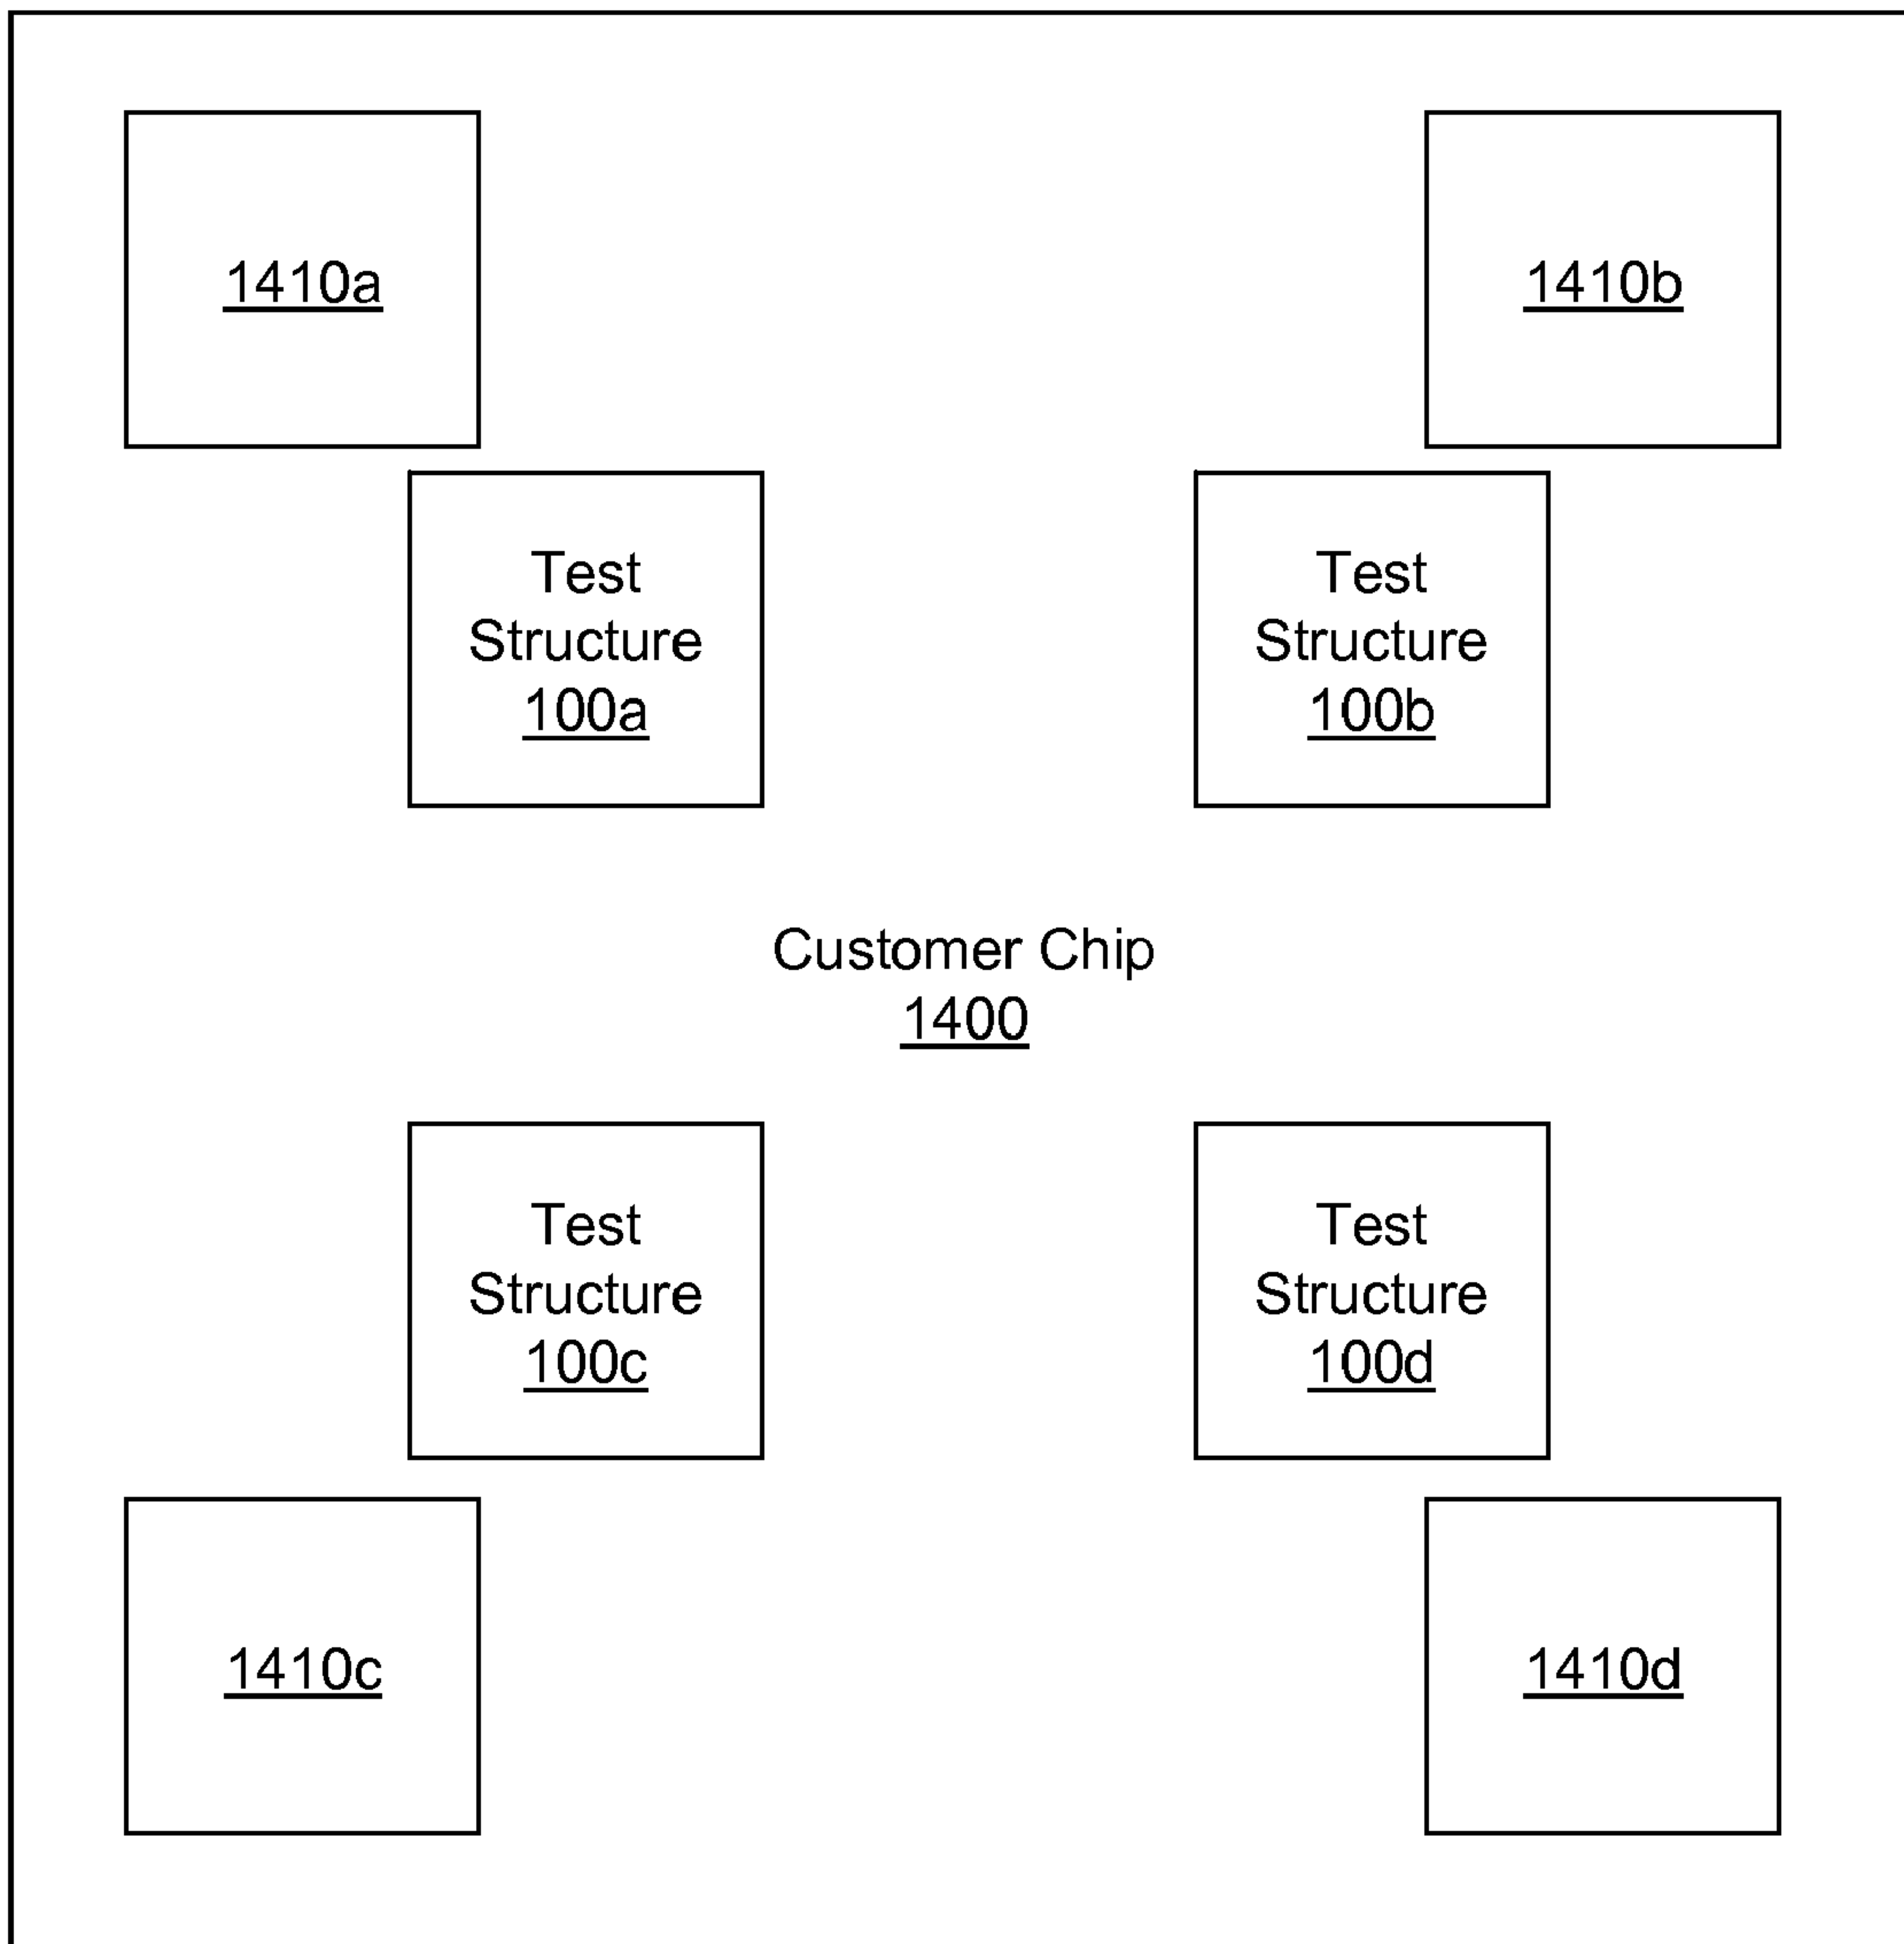 1410a
1410b
Test
Structure
100a
Test
Structure
100b
Customer Chip
1400
Test
Structure
100c
Test
Structure
100d
1410c
1410d